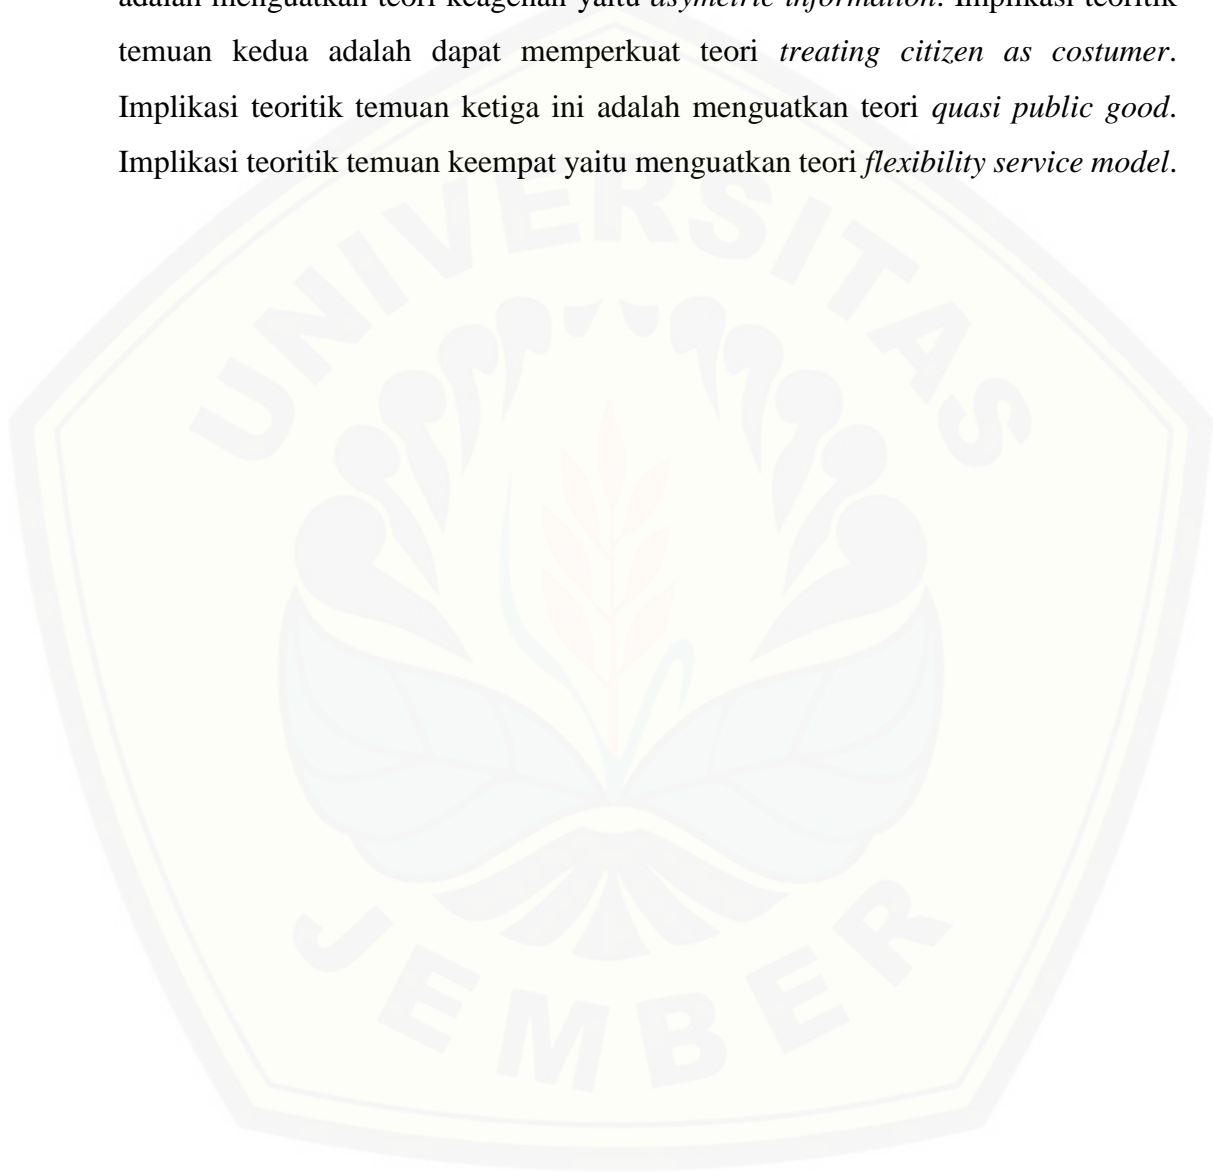 adalah menguatkan teori keagenan yaitu asymetric information. Implikasi teoritik
temuan kedua adalah dapat memperkuat teori treating citizen as costumer.
Implikasi teoritik temuan ketiga ini adalah menguatkan teori quasi public good.
Implikasi teoritik temuan keempat yaitu menguatkan teori flexibility service model.
UNIVERSITAS
JEMBER